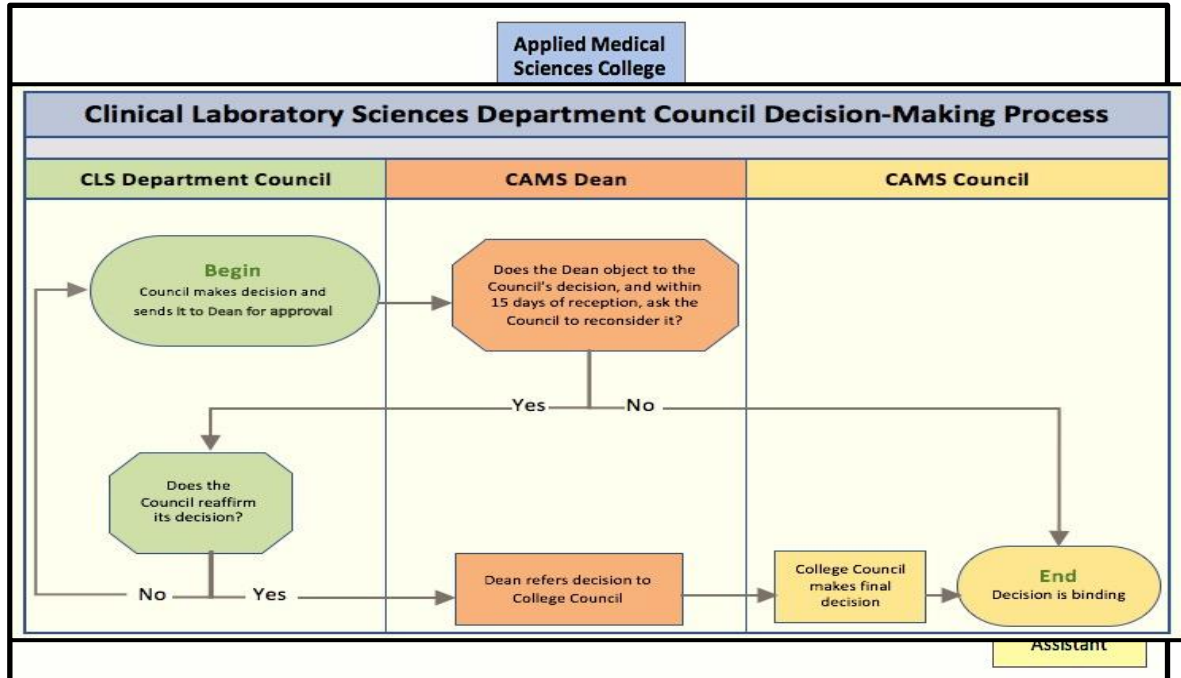 Applied Medical
Sciences College
Clinical Laboratory Sciences Department Council Decision-Making Process
CLS Department Council
CAMS Dean
CAMS Council
Begin
Council makes decision and
sends it to Dean for approval
Does the Dean object to the
Council's decision, and within
15 days of reception, ask the
Council to reconsider it?
Yes
No
Does the
Council reaffirm
its decision?
No
Yes
Dean refers decision to
College Council
College Council
makes final
decision
End
Decision is binding
Assistant